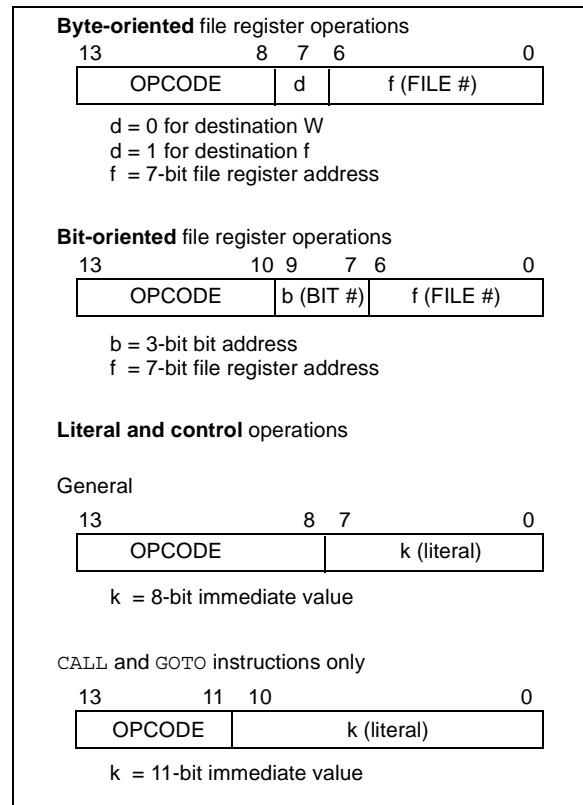 Byte-oriented file register operations
13 8 7 6 0
OPCODE d f (FILE #)
d = 0 for destination W
d = 1 for destination f
f = 7-bit file register address
Bit-oriented file register operations
13 10 9 7 6 0
OPCODE b (BIT #) f (FILE #)
b = 3-bit bit address
f = 7-bit file register address
Literal and control operations
General
13 8 7 0
OPCODE k (literal)
k = 8-bit immediate value
CALL and GOTO instructions only
13 11 10 0
OPCODE k (literal)
k = 11-bit immediate value